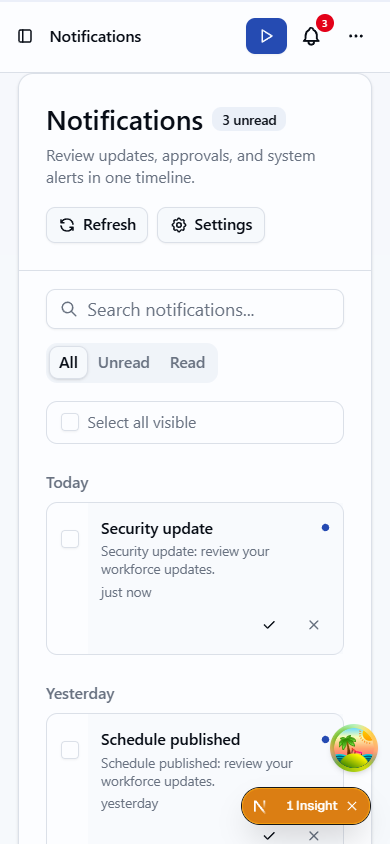 Notifications
3
Notifications
3 unread
Review updates, approvals, and system
alerts in one timeline.
Refresh
Settings
Search notifications...
All
Unread
Read
Select all visible
Today
Security update
Security update: review your
workforce updates.
just now
Yesterday
Schedule published
Schedule published: review your
workforce updates.
yesterday
N
1 Insight